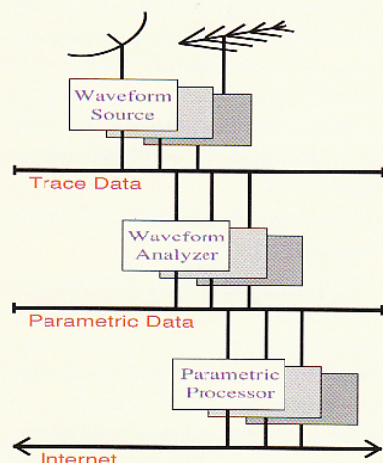 Waveform
Source
Trace Data
Waveform
Analyzer
Parametric Data
Parametric
Processor
Internet